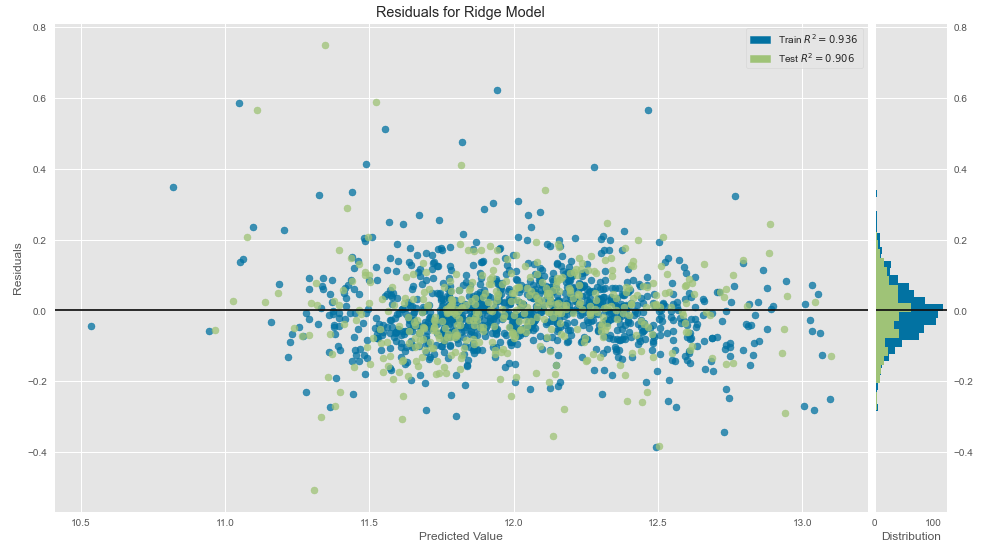 Residuals for Ridge Model
Train R² = 0.936
Test R² = 0.906
Residuals
0.8
0.6
0.4
0.2
0.0
−0.2
−0.4
10.5 11.0 11.5 12.0 12.5 13.0
Predicted Value
0.8
0.6
0.4
0.2
0.0
−0.2
−0.4
0 100
Distribution